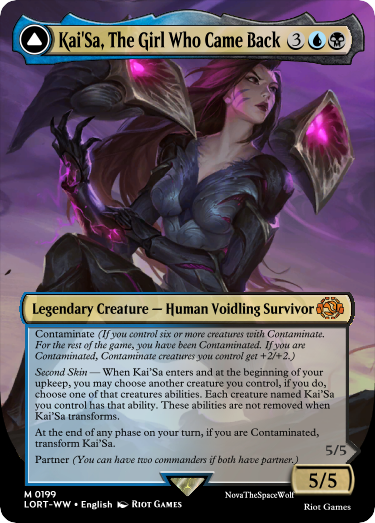 Kai'Sa, The Girl Who Came Back 3
Legendary Creature — Human Voidling Survivor
Contaminate (If you control six or more creatures with Contaminate.
For the rest of the game, you have been Contaminated. If you are
Contaminated, Contaminate creatures you control get +2/+2.)
Second Skin — When Kai'Sa enters and at the beginning of your
upkeep, you may choose another creature you control, if you do,
choose one of that creatures abilities. Each creature named Kai'Sa
you control has that ability. These abilities are not removed when
Kai'Sa transforms.
At the end of any phase on your turn, if you are Contaminated,
transform Kai'Sa.
5/5
Partner (You can have two commanders if both have partner.)
5/5
M 0199
LORT-WW • English Riot Games
NovaTheSpaceWolf
Riot Games